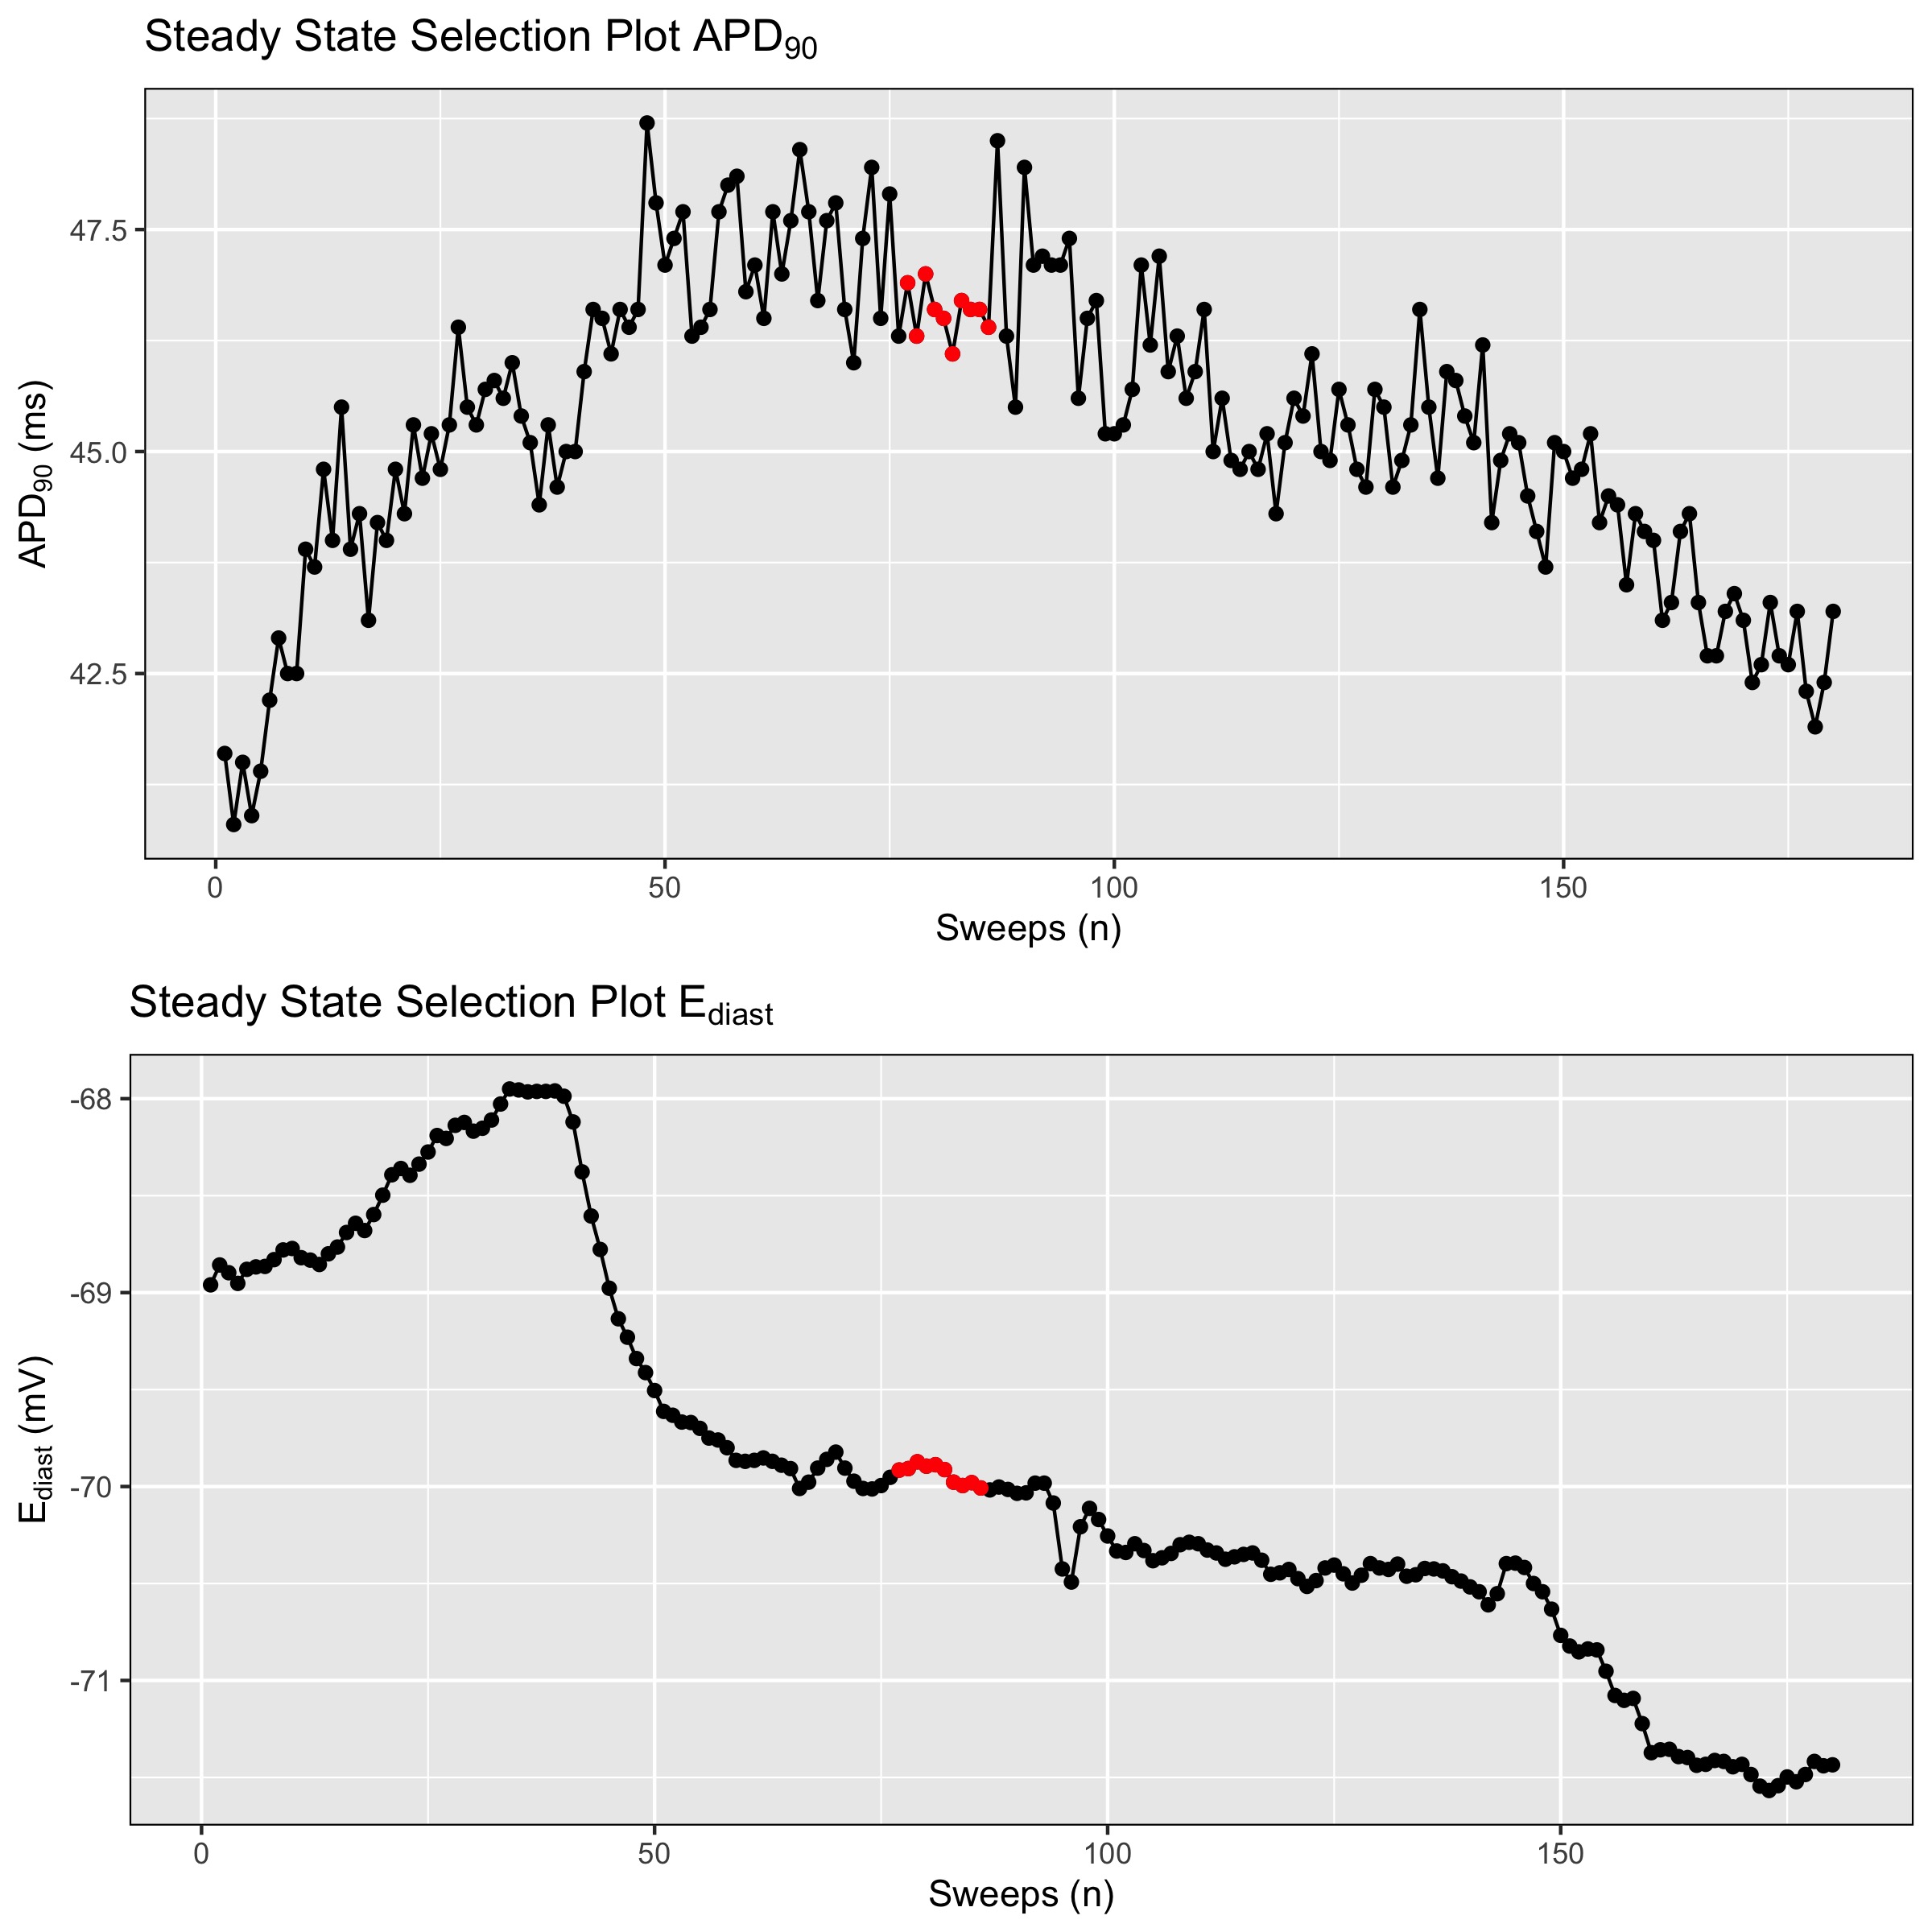 Steady State Selection Plot APD90
APD90 (ms)
47.5
45.0
42.5
0 50 100 150
Sweeps (n)
Steady State Selection Plot Ediast
Ediast (mV)
-68
-69
-70
-71
0 50 100 150
Sweeps (n)